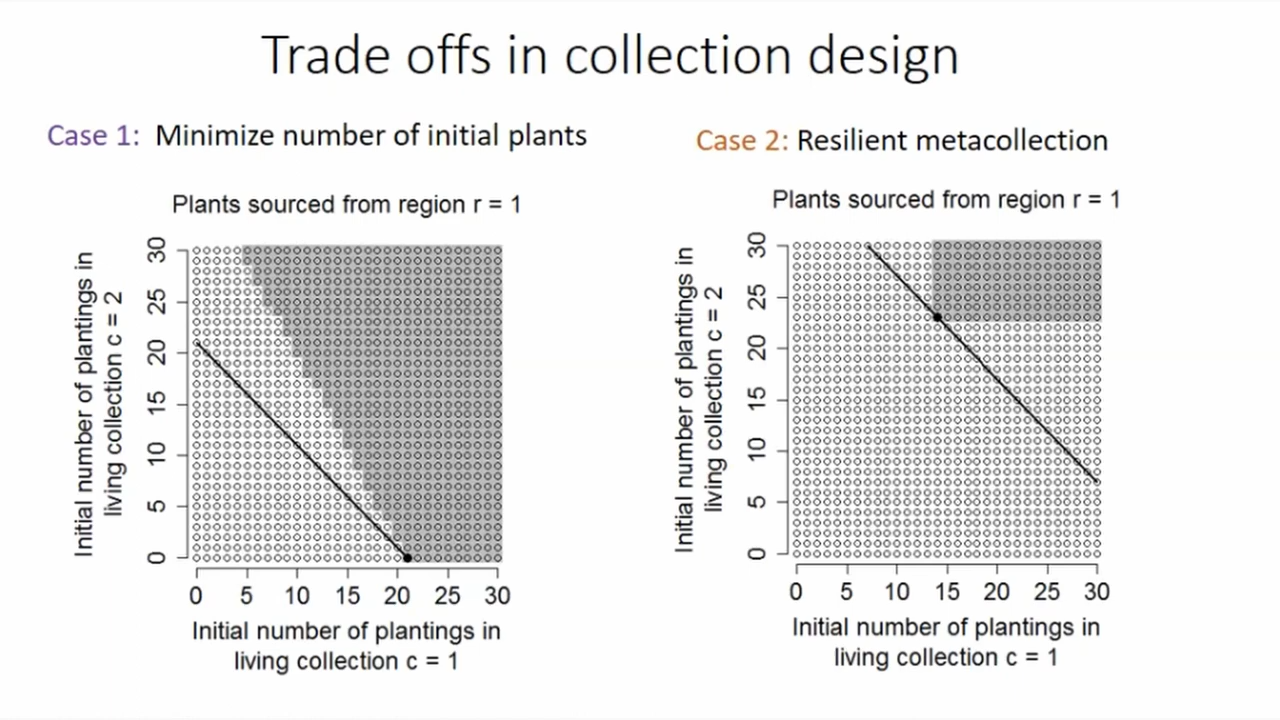 Trade offs in collection design
Case 1: Minimize number of initial plants
Plants sourced from region r = 1
Initial number of plantings in
living collection c = 2
30
25
20
15
10
5
0
0 5 10 15 20 25 30
Initial number of plantings in
living collection c = 1
Case 2: Resilient metacollection
Plants sourced from region r = 1
Initial number of plantings in
living collection c = 2
30
25
20
15
10
5
0
0 5 10 15 20 25 30
Initial number of plantings in
living collection c = 1